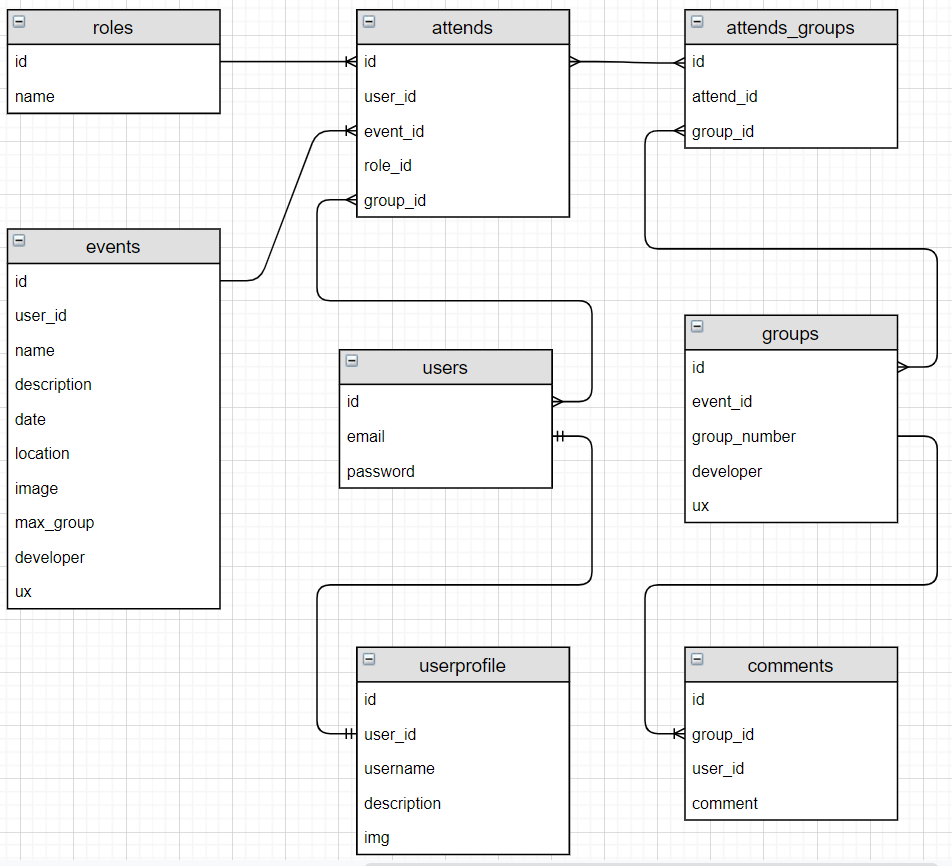 roles
id
name
attends
id
user_id
event_id
role_id
group_id
attends_groups
id
attend_id
group_id
events
id
user_id
name
description
date
location
image
max_group
developer
ux
users
id
email
password
groups
id
event_id
group_number
developer
ux
userprofile
id
user_id
username
description
img
comments
id
group_id
user_id
comment